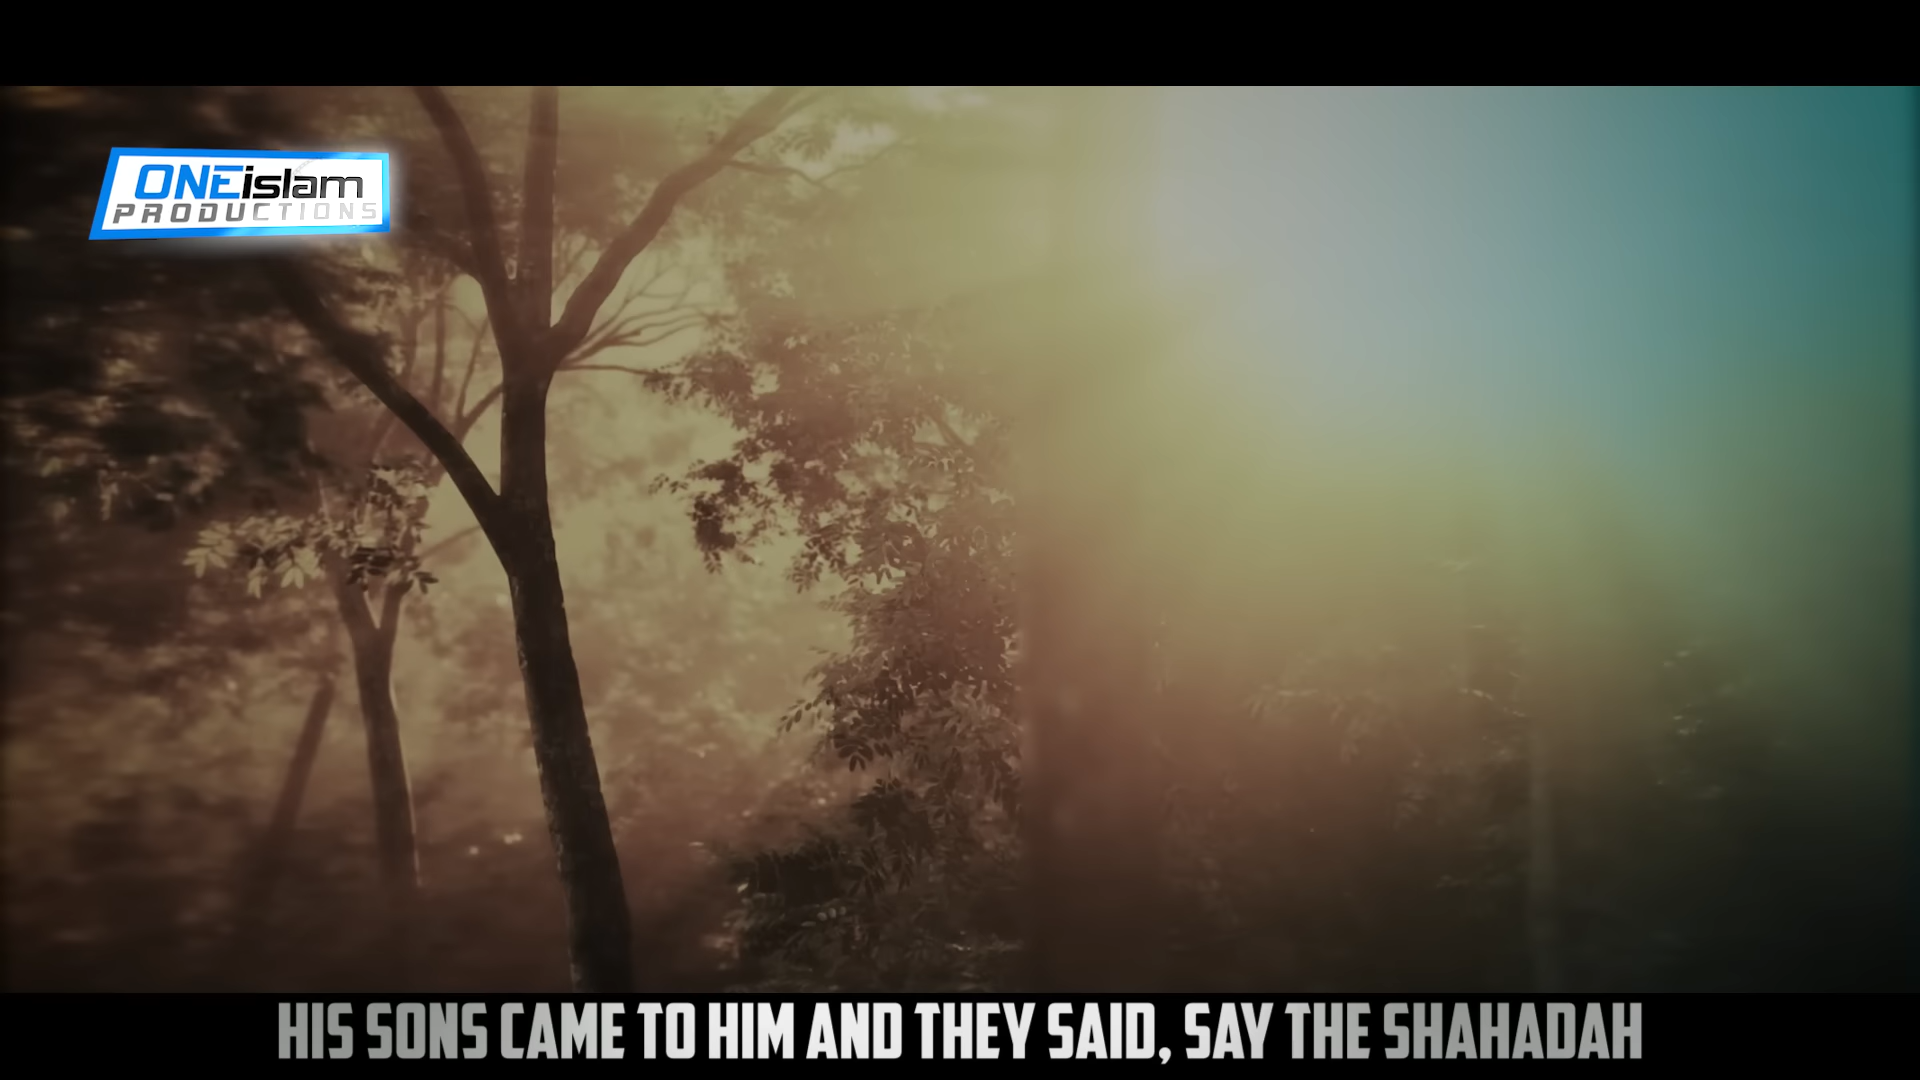 ONEislam
PRODUCTIONS
HIS SONS CAME TO HIM AND THEY SAID, SAY THE SHAHADAH